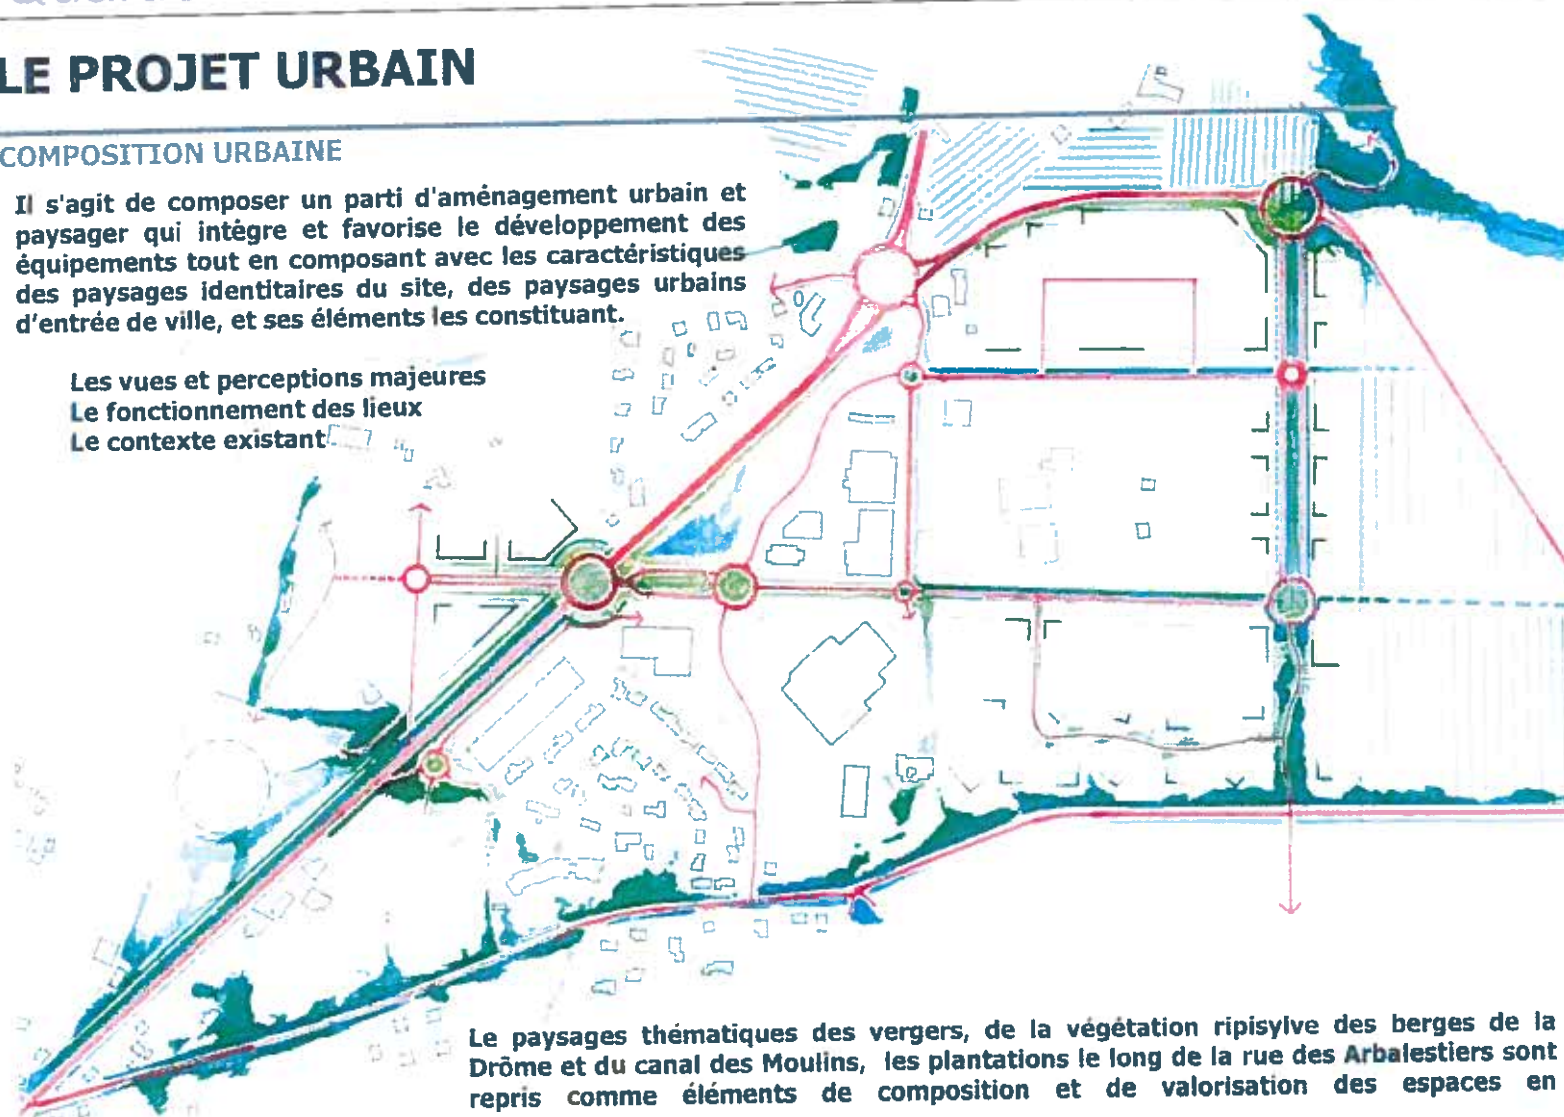 LE PROJET URBAIN
COMPOSITION URBAINE
Il s'agit de composer un parti d'aménagement urbain et
paysager qui intègre et favorise le développement des
équipements tout en composant avec les caractéristiques
des paysages identitaires du site, des paysages urbains
d'entrée de ville, et ses éléments les constituant.
Les vues et perceptions majeures
Le fonctionnement des lieux
Le contexte existant
Le paysages thématiques des vergers, de la végétation ripisylve des berges de la
Drôme et du canal des Moulins, les plantations le long de la rue des Arbalestiers sont
repris comme éléments de composition et de valorisation des espaces en